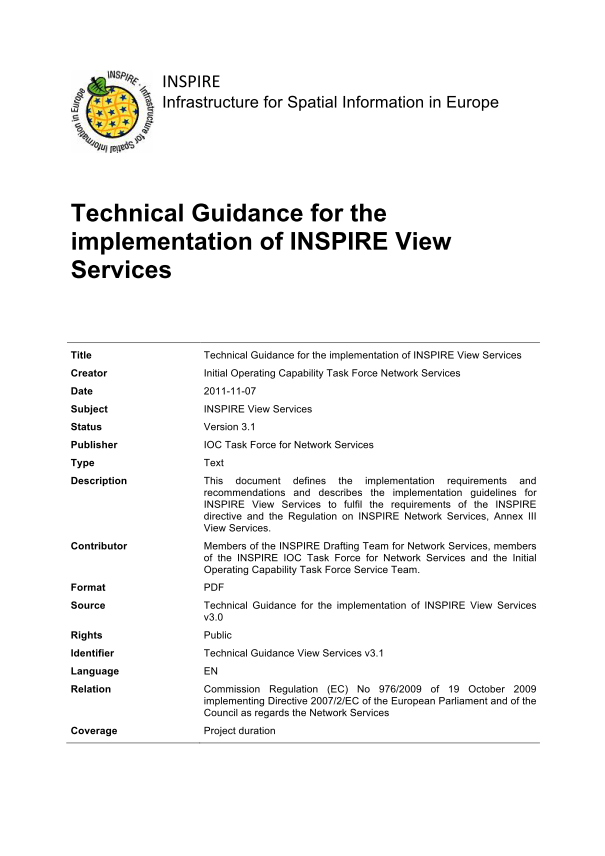 INSPIRE - Infrastructure for Spatial Information in Europe
INSPIRE
Infrastructure for Spatial Information in Europe
Technical Guidance for the
implementation of INSPIRE View
Services
Title Technical Guidance for the implementation of INSPIRE View Services
Creator Initial Operating Capability Task Force Network Services
Date 2011-11-07
Subject INSPIRE View Services
Status Version 3.1
Publisher IOC Task Force for Network Services
Type Text
Description This document defines the implementation requirements and
recommendations and describes the implementation guidelines for
INSPIRE View Services to fulfil the requirements of the INSPIRE
directive and the Regulation on INSPIRE Network Services, Annex III
View Services.
Contributor Members of the INSPIRE Drafting Team for Network Services, members
of the INSPIRE IOC Task Force for Network Services and the Initial
Operating Capability Task Force Service Team.
Format PDF
Source Technical Guidance for the implementation of INSPIRE View Services
v3.0
Rights Public
Identifier Technical Guidance View Services v3.1
Language EN
Relation Commission Regulation (EC) No 976/2009 of 19 October 2009
implementing Directive 2007/2/EC of the European Parliament and of the
Council as regards the Network Services
Coverage Project duration